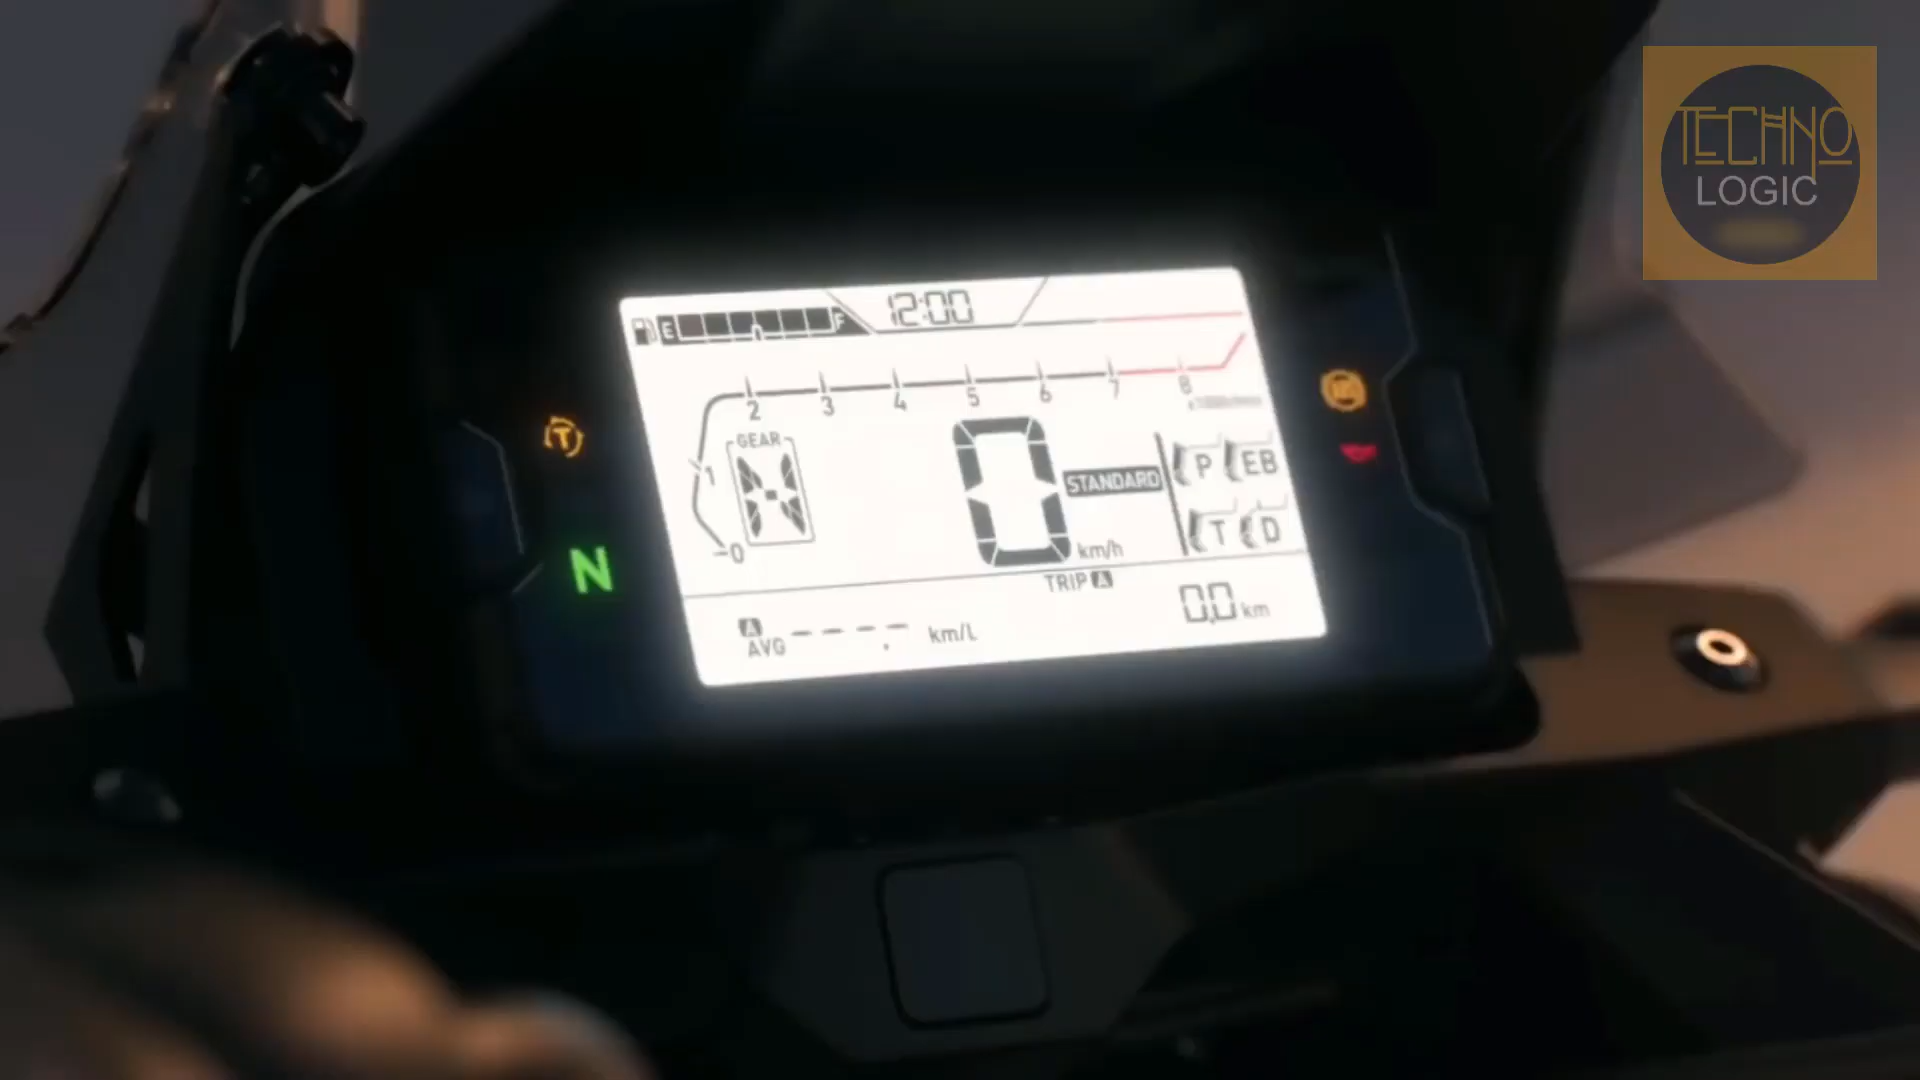 TECHNO
LOGIC
E F 12:00
2 3 4 5 6 7 8
GEAR
1
N
0
0 km/h
STANDARD
P EB
T D
T
N
TRIP A
A
AVG --- km/L
0.0 km